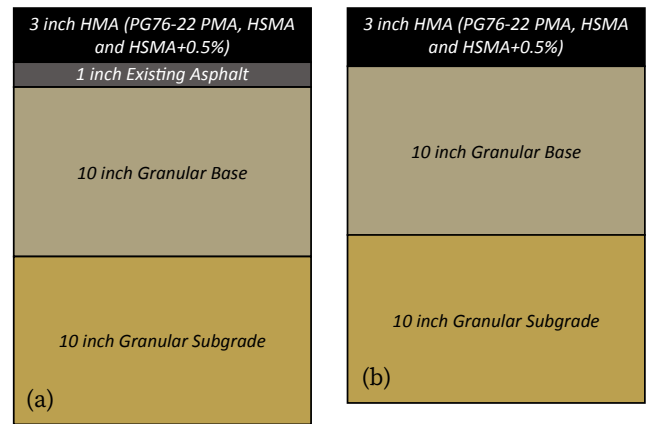 3 inch HMA (PG76-22 PMA, HSMA
and HSMA+0.5%)
1 inch Existing Asphalt
10 inch Granular Base
10 inch Granular Subgrade
(a)
3 inch HMA (PG76-22 PMA, HSMA
and HSMA+0.5%)
10 inch Granular Base
10 inch Granular Subgrade
(b)